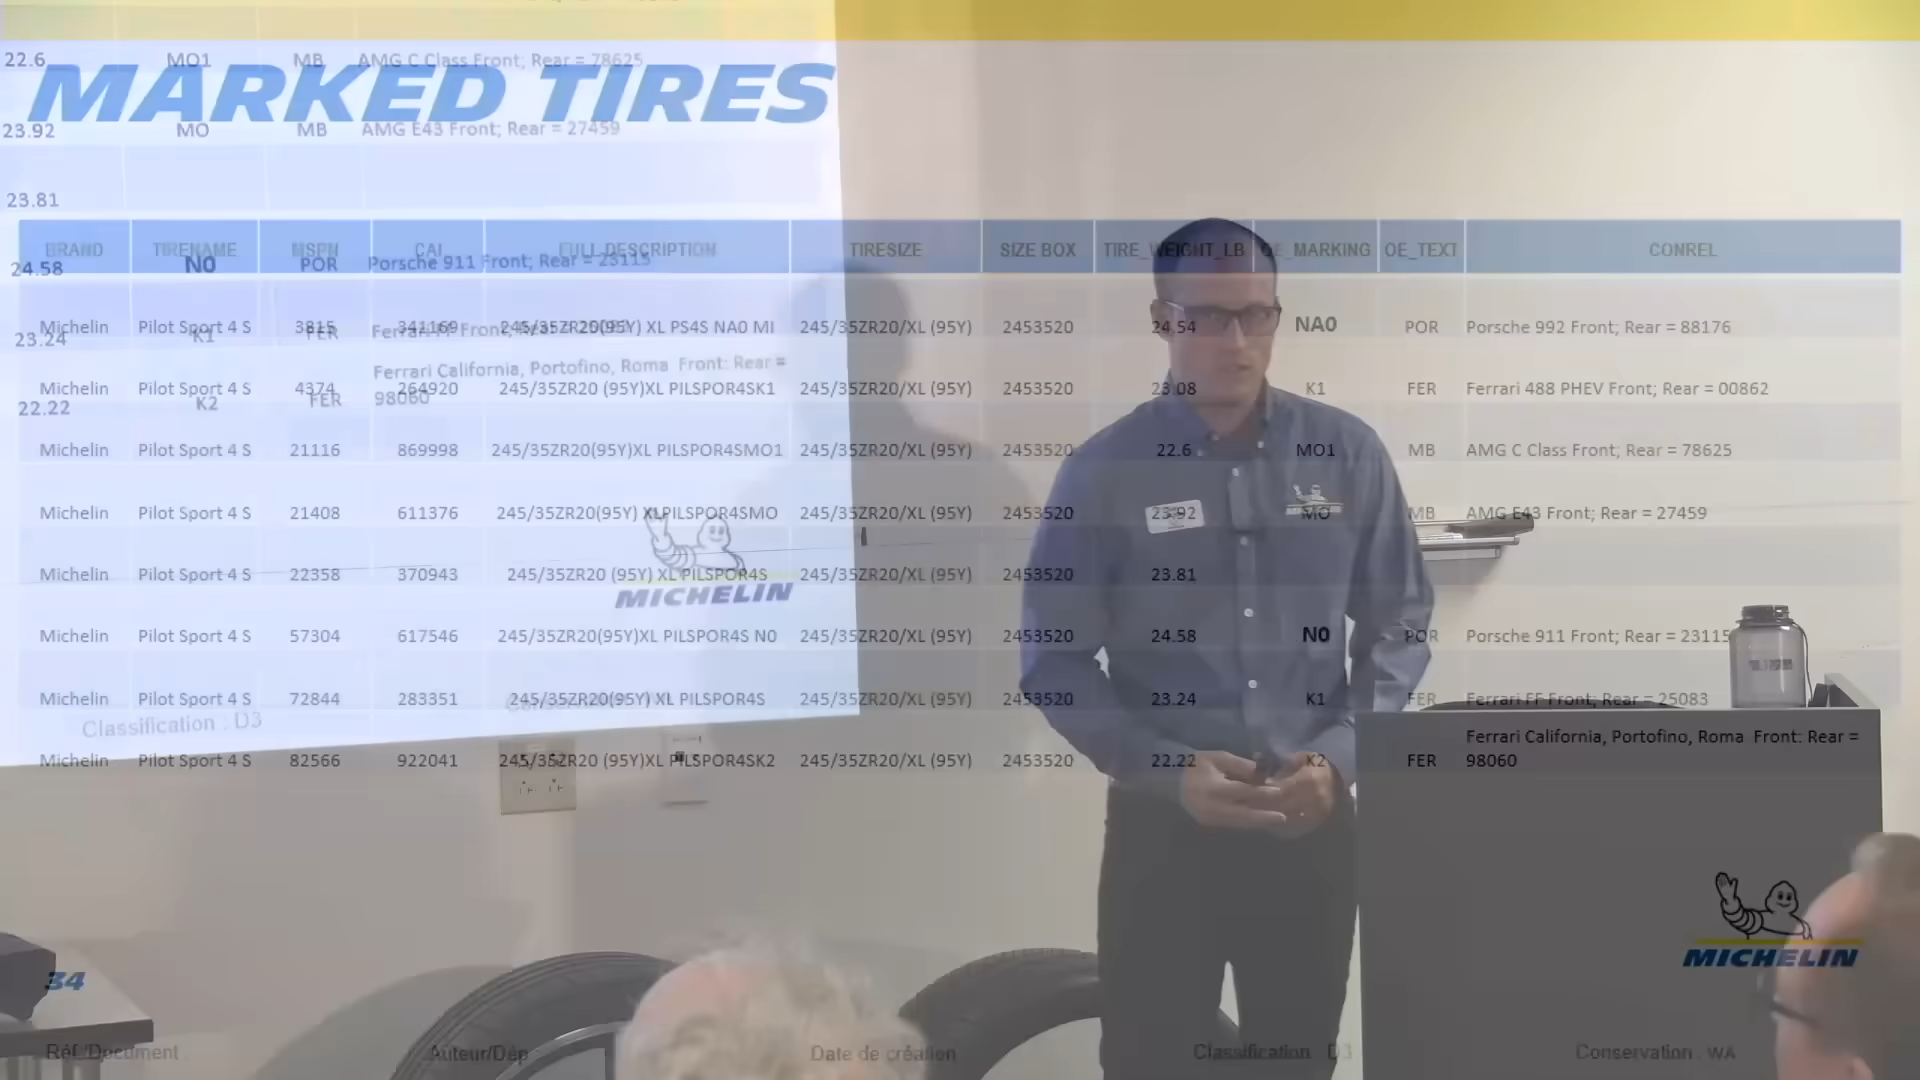 MARKED TIRES
22.6 MO1 MB AMG C Class Front; Rear = 78625
23.92 MO MB AMG E43 Front; Rear = 27459
23.81
24.58 N0 POR Porsche 911 Front; Rear = 23115
23.24 K1 FER Ferrari FF Front; Rear = 25083
22.22 K2 FER Ferrari California, Portofino, Roma Front: Rear =
98060
MICHELIN
Classification : D3
BRAND TIRENAME MSPN CAI FULL_DESCRIPTION TIRESIZE SIZE BOX TIRE_WEIGHT_LB OE_MARKING OE_TEXT CONREL
Michelin Pilot Sport 4 S 3815 341169 245/35ZR20(95Y) XL PS4S NA0 MI 245/35ZR20/XL (95Y) 2453520 24.54 NA0 POR Porsche 992 Front; Rear = 88176
Michelin Pilot Sport 4 S 4374 264920 245/35ZR20 (95Y)XL PILSPOR4SK1 245/35ZR20/XL (95Y) 2453520 23.08 K1 FER Ferrari 488 PHEV Front; Rear = 00862
Michelin Pilot Sport 4 S 21116 869998 245/35ZR20(95Y)XL PILSPOR4SMO1 245/35ZR20/XL (95Y) 2453520 22.6 MO1 MB AMG C Class Front; Rear = 78625
Michelin Pilot Sport 4 S 21408 611376 245/35ZR20(95Y) XLPILSPOR4SMO 245/35ZR20/XL (95Y) 2453520 23.92 MO MB AMG E43 Front; Rear = 27459
Michelin Pilot Sport 4 S 22358 370943 245/35ZR20 (95Y) XL PILSPOR4S 245/35ZR20/XL (95Y) 2453520 23.81
Michelin Pilot Sport 4 S 57304 617546 245/35ZR20(95Y)XL PILSPOR4S N0 245/35ZR20/XL (95Y) 2453520 24.58 N0 POR Porsche 911 Front; Rear = 23115
Michelin Pilot Sport 4 S 72844 283351 245/35ZR20(95Y) XL PILSPOR4S 245/35ZR20/XL (95Y) 2453520 23.24 K1 FER Ferrari FF Front; Rear = 25083
Michelin Pilot Sport 4 S 82566 922041 245/35ZR20 (95Y)XL PILSPOR4SK2 245/35ZR20/XL (95Y) 2453520 22.22 K2 FER Ferrari California, Portofino, Roma Front: Rear =
98060
MICHELIN
34
Réf./Document Auteur/Dép Date de création Classification : D3 Conservation : WA